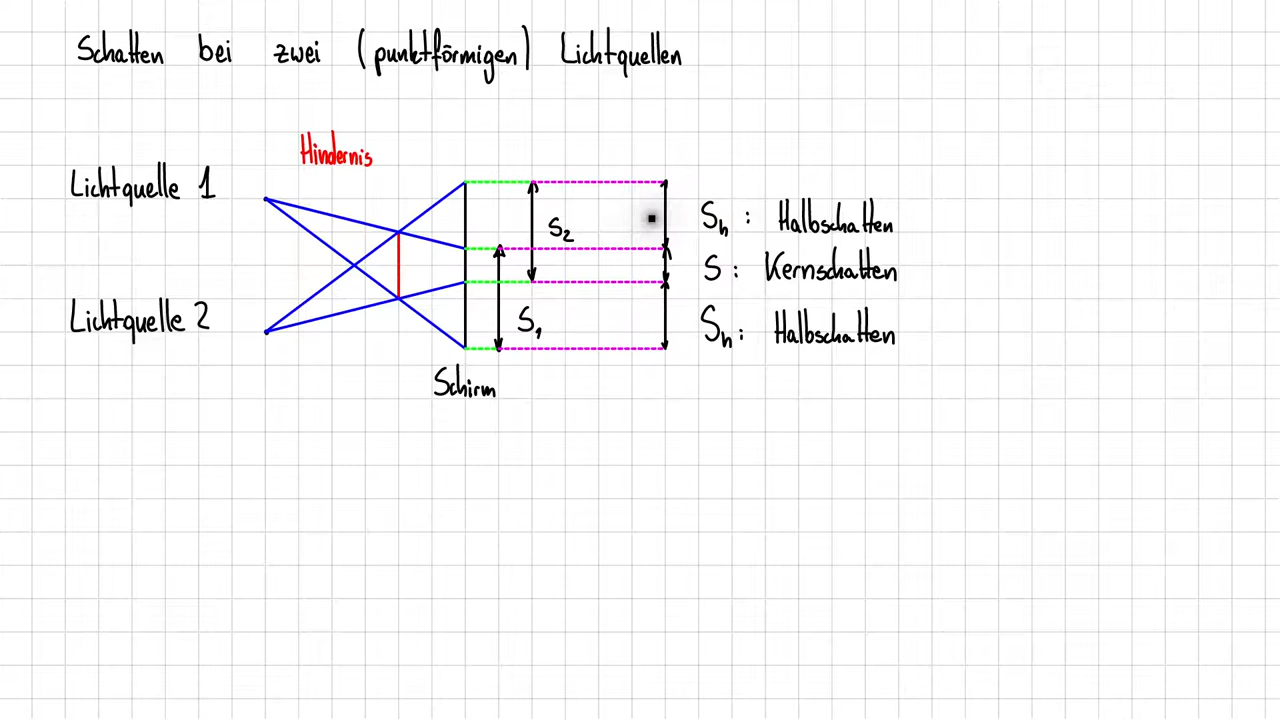 Schatten bei zwei (punktförmigen) Lichtquellen
Hindernis
Lichtquelle 1
S₂
Sₕ : Halbschatten
S : Kernschatten
Lichtquelle 2
S₁
Sₕ : Halbschatten
Schirm